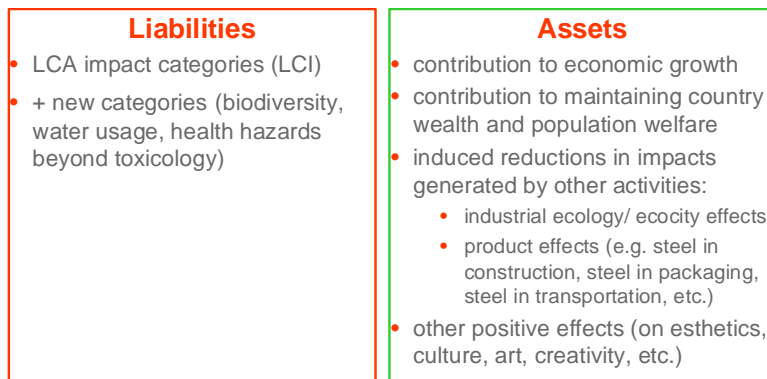 Liabilities
• LCA impact categories (LCI)
• + new categories (biodiversity,
water usage, health hazards
beyond toxicology)
Assets
• contribution to economic growth
• contribution to maintaining country
wealth and population welfare
• induced reductions in impacts
generated by other activities:
• industrial ecology/ ecocity effects
• product effects (e.g. steel in
construction, steel in packaging,
steel in transportation, etc.)
• other positive effects (on esthetics,
culture, art, creativity, etc.)